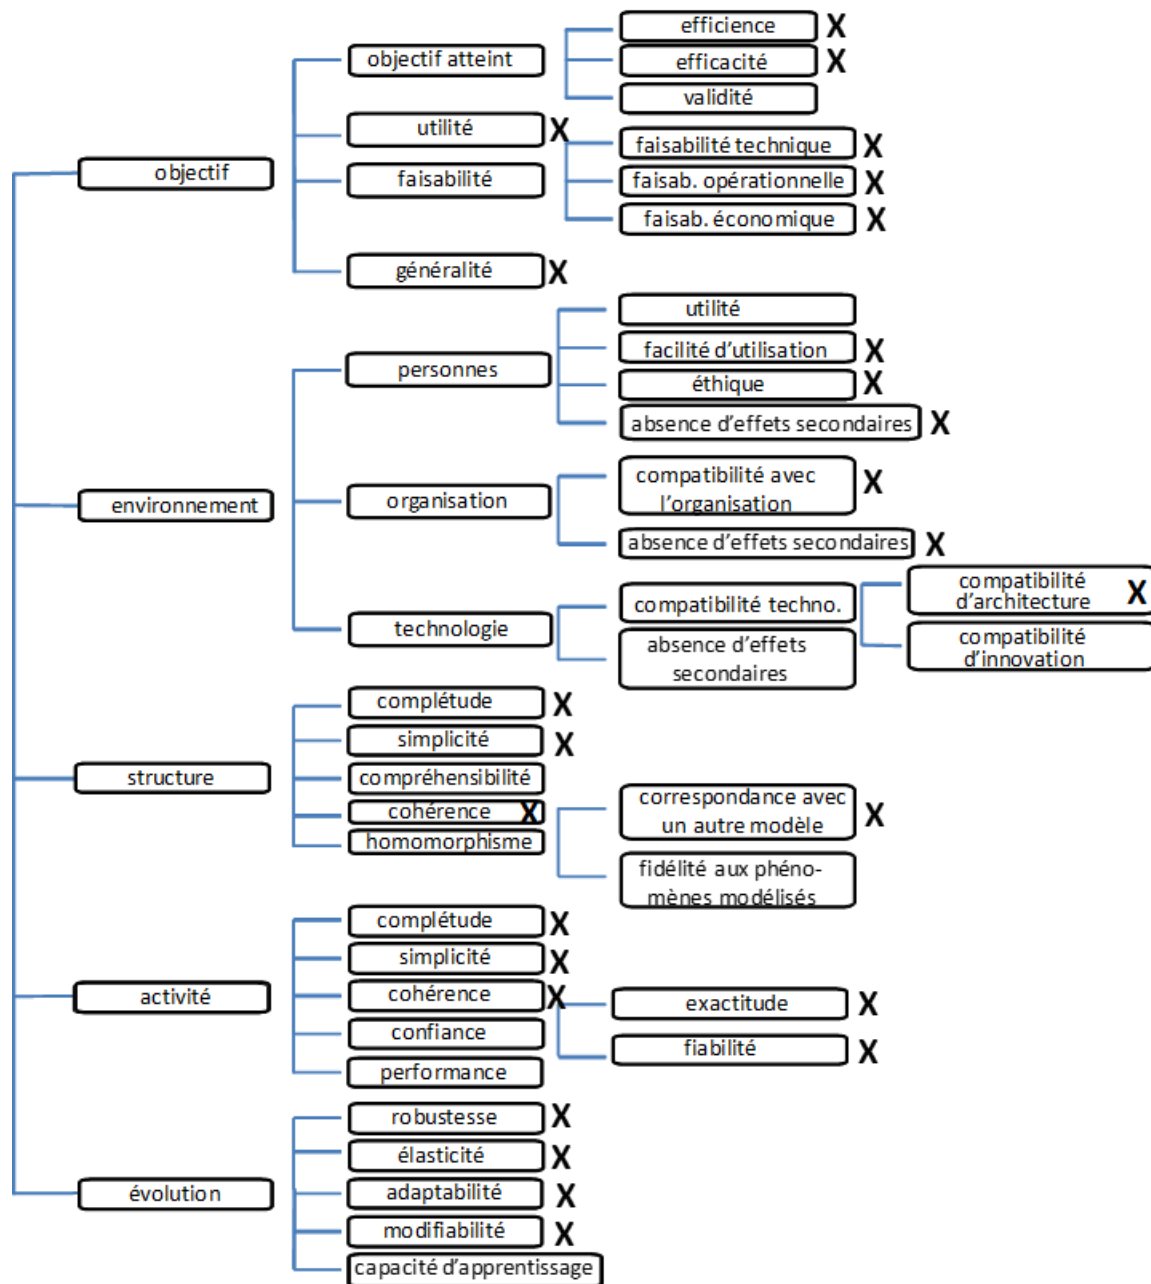 objectif
objectif atteint
efficience X
efficacité X
validité
utilité X
faisabilité
faisabilité technique X
faisab. opérationnelle X
faisab. économique X
généralité X
environnement
personnes
utilité
facilité d'utilisation X
éthique X
absence d'effets secondaires X
organisation
compatibilité avec
l'organisation X
absence d'effets secondaires X
technologie
compatibilité techno.
compatibilité
d'architecture X
compatibilité
d'innovation
absence d'effets
secondaires
structure
complétude X
simplicité X
compréhensibilité
cohérence X
homomorphisme
correspondance avec
un autre modèle X
fidélité aux phéno-
mènes modélisés
activité
complétude X
simplicité X
cohérence X
confiance
exactitude X
fiabilité X
performance
évolution
robustesse X
élasticité X
adaptabilité X
modifiabilité X
capacité d'apprentissage